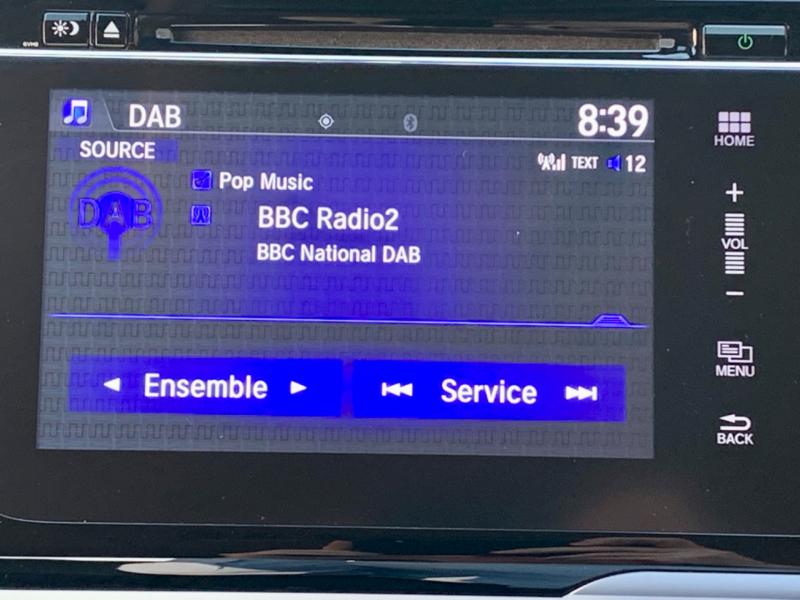 DAB
8:39
SOURCE
TEXT
12
DAB
Pop Music
BBC Radio2
BBC National DAB
Ensemble
Service
HOME
+
VOL
−
MENU
BACK